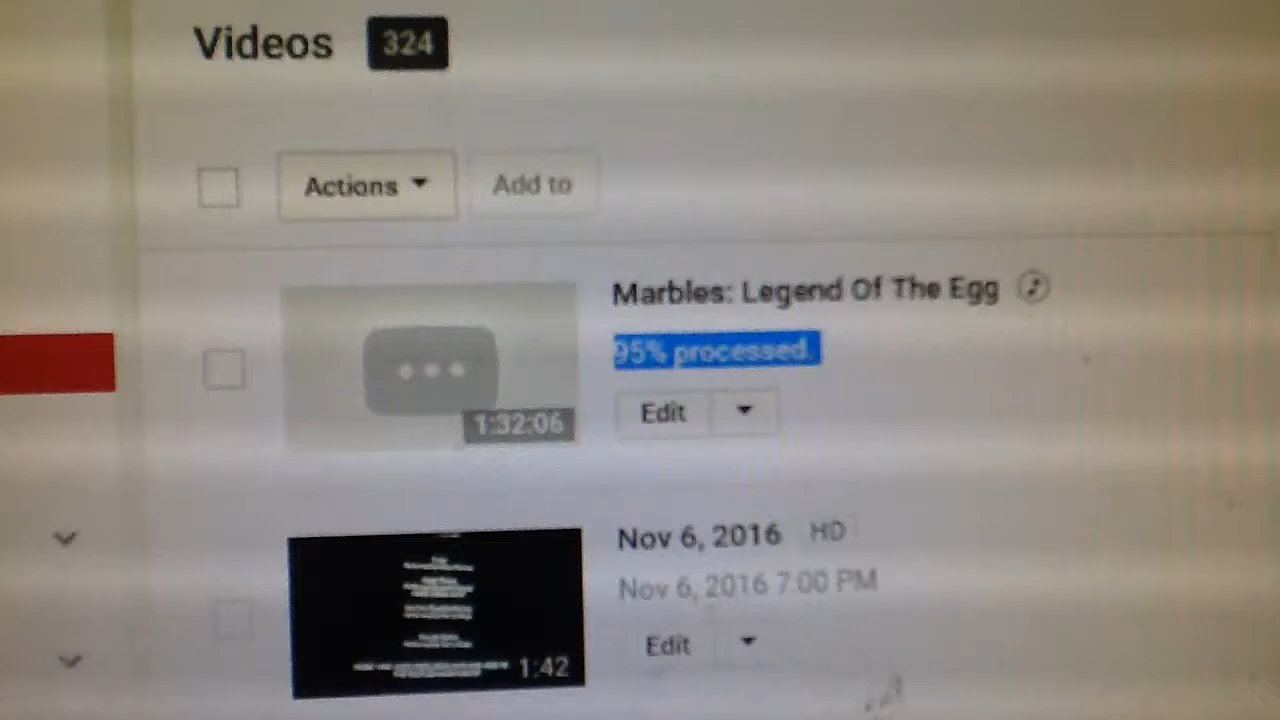 Videos 324
Actions Add to
Marbles: Legend Of The Egg
95% processed.
Edit
1:32:06
Nov 6, 2016 HD
Nov 6, 2016 7:00 PM
Edit
1:42